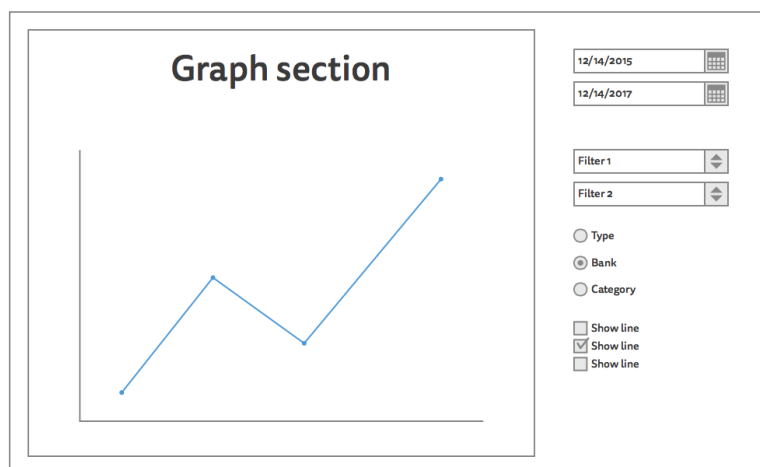 Graph section
12/14/2015
12/14/2017
Filter 1
Filter 2
Type
Bank
Category
Show line
Show line
Show line